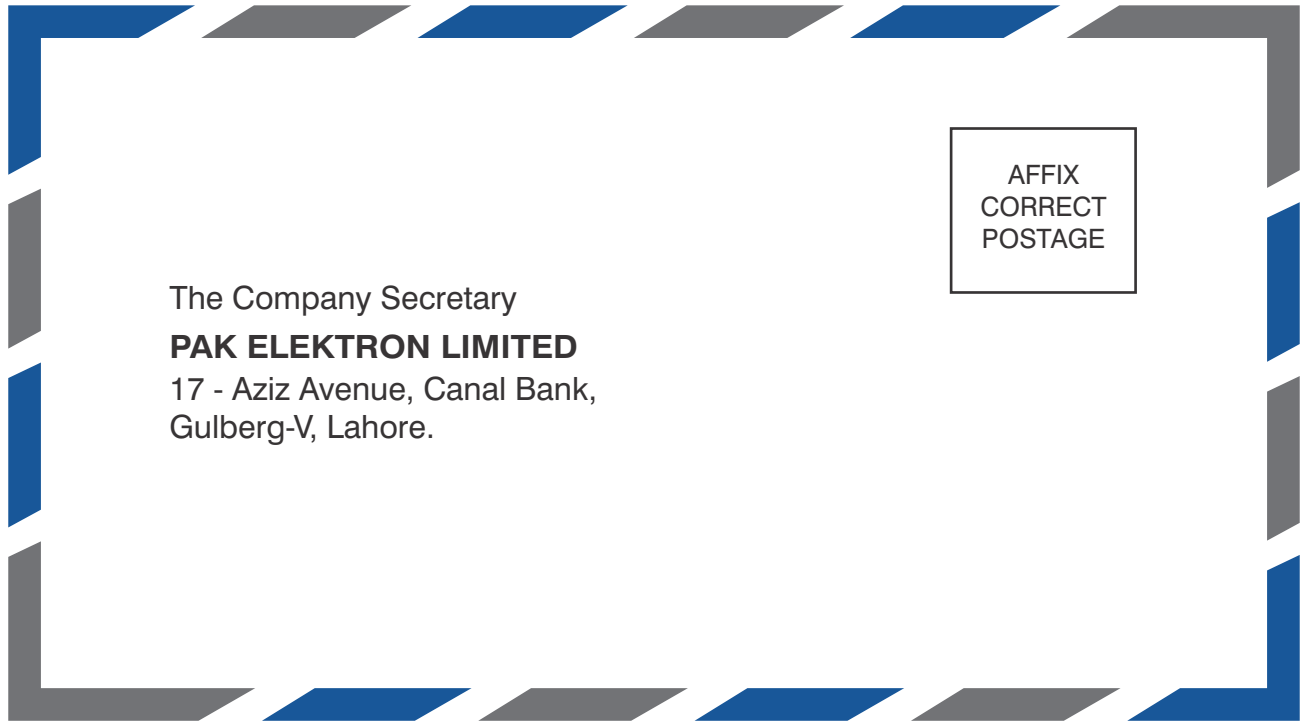 AFFIX
CORRECT
POSTAGE
The Company Secretary
PAK ELEKTRON LIMITED
17 - Aziz Avenue, Canal Bank,
Gulberg-V, Lahore.